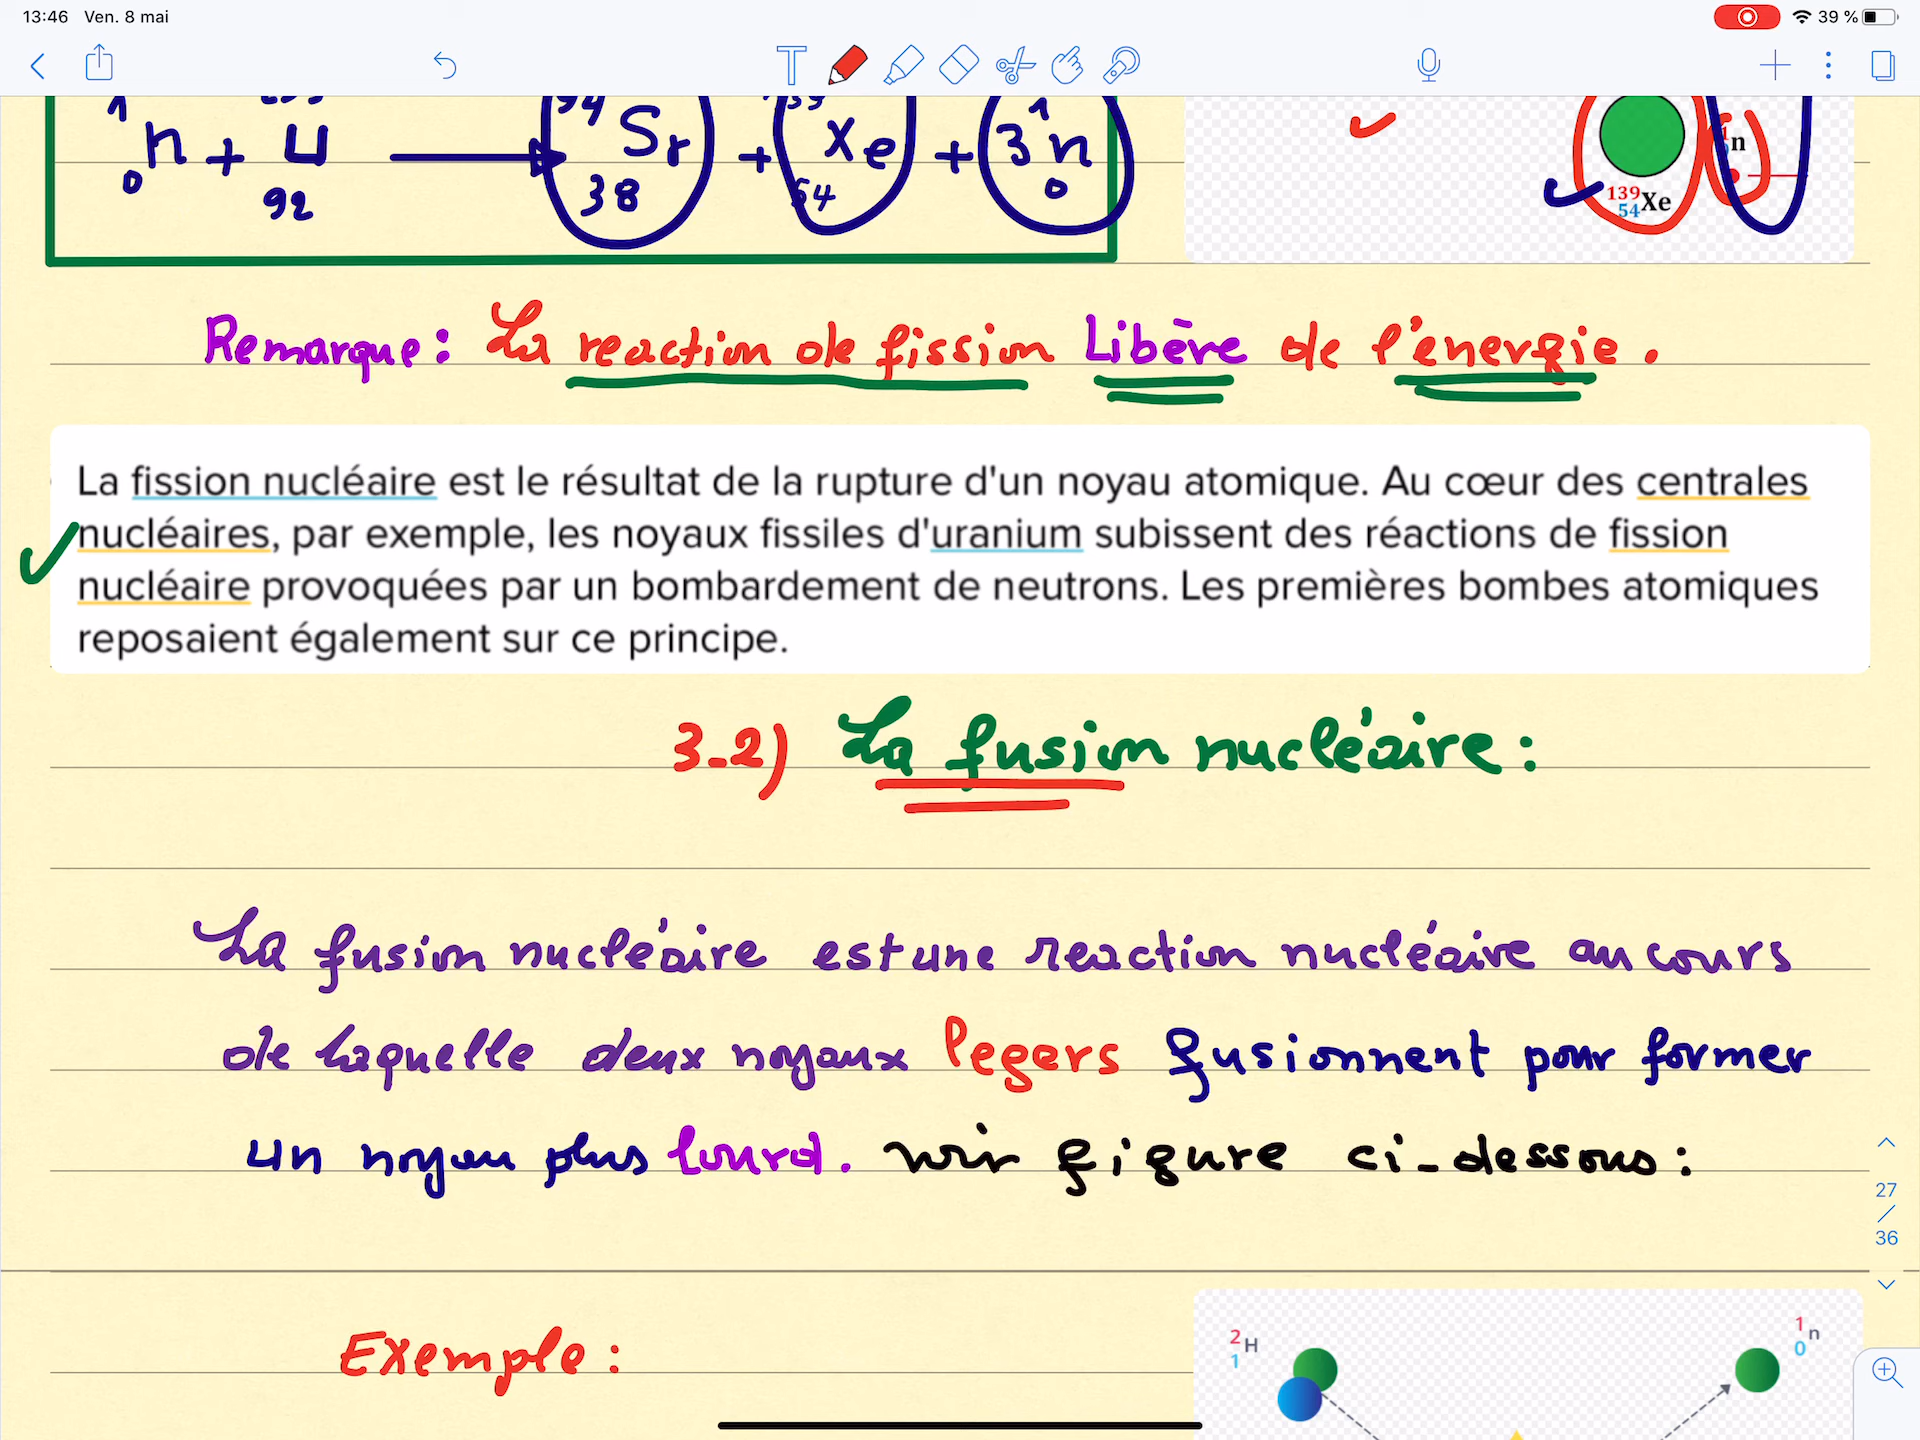 13:46 Ven. 8 mai 39 %
1 94 139 1
n + U → Sr + Xe + 3 n
0 92 38 54 0
n
139
54 Xe
Remarque : La reaction de fission Libère de l'énergie .
La fission nucléaire est le résultat de la rupture d'un noyau atomique. Au cœur des centrales
nucléaires, par exemple, les noyaux fissiles d'uranium subissent des réactions de fission
nucléaire provoquées par un bombardement de neutrons. Les premières bombes atomiques
reposaient également sur ce principe.
3-2) La fusion nucléaire :
La fusion nucléaire est une reaction nucléaire au cours
de laquelle deux noyaux legers fusionnent pour former
un noyau plus lourd . voir figure ci-dessous :
27
/
36
Exemple :
2
1 H
1
0 n